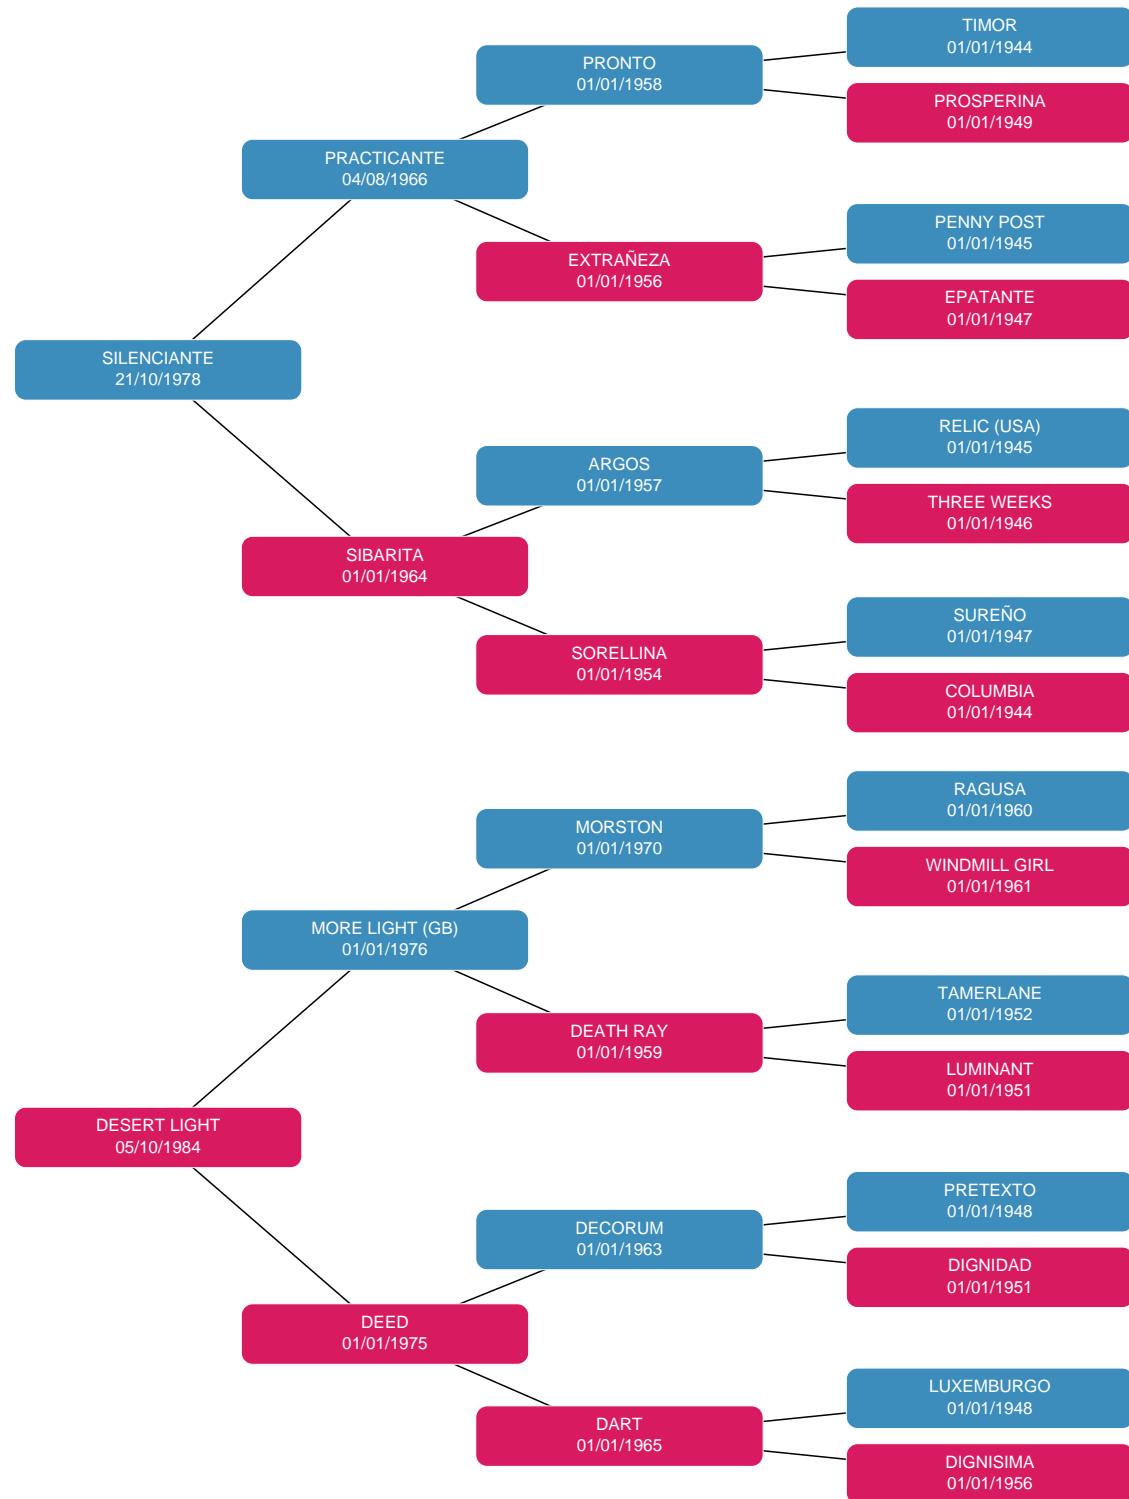 TIMOR
01/01/1944
PRONTO
01/01/1958
PROSPERINA
01/01/1949
PRACTICANTE
04/08/1966
PENNY POST
01/01/1945
EXTRAÑEZA
01/01/1956
EPATANTE
01/01/1947
SILENCIANTE
21/10/1978
RELIC (USA)
01/01/1945
ARGOS
01/01/1957
THREE WEEKS
01/01/1946
SIBARITA
01/01/1964
SUREÑO
01/01/1947
SORELLINA
01/01/1954
COLUMBIA
01/01/1944
RAGUSA
01/01/1960
MORSTON
01/01/1970
WINDMILL GIRL
01/01/1961
MORE LIGHT (GB)
01/01/1976
TAMERLANE
01/01/1952
DEATH RAY
01/01/1959
LUMINANT
01/01/1951
DESERT LIGHT
05/10/1984
PRETEXTO
01/01/1948
DECORUM
01/01/1963
DIGNIDAD
01/01/1951
DEED
01/01/1975
LUXEMBURGO
01/01/1948
DART
01/01/1965
DIGNISIMA
01/01/1956